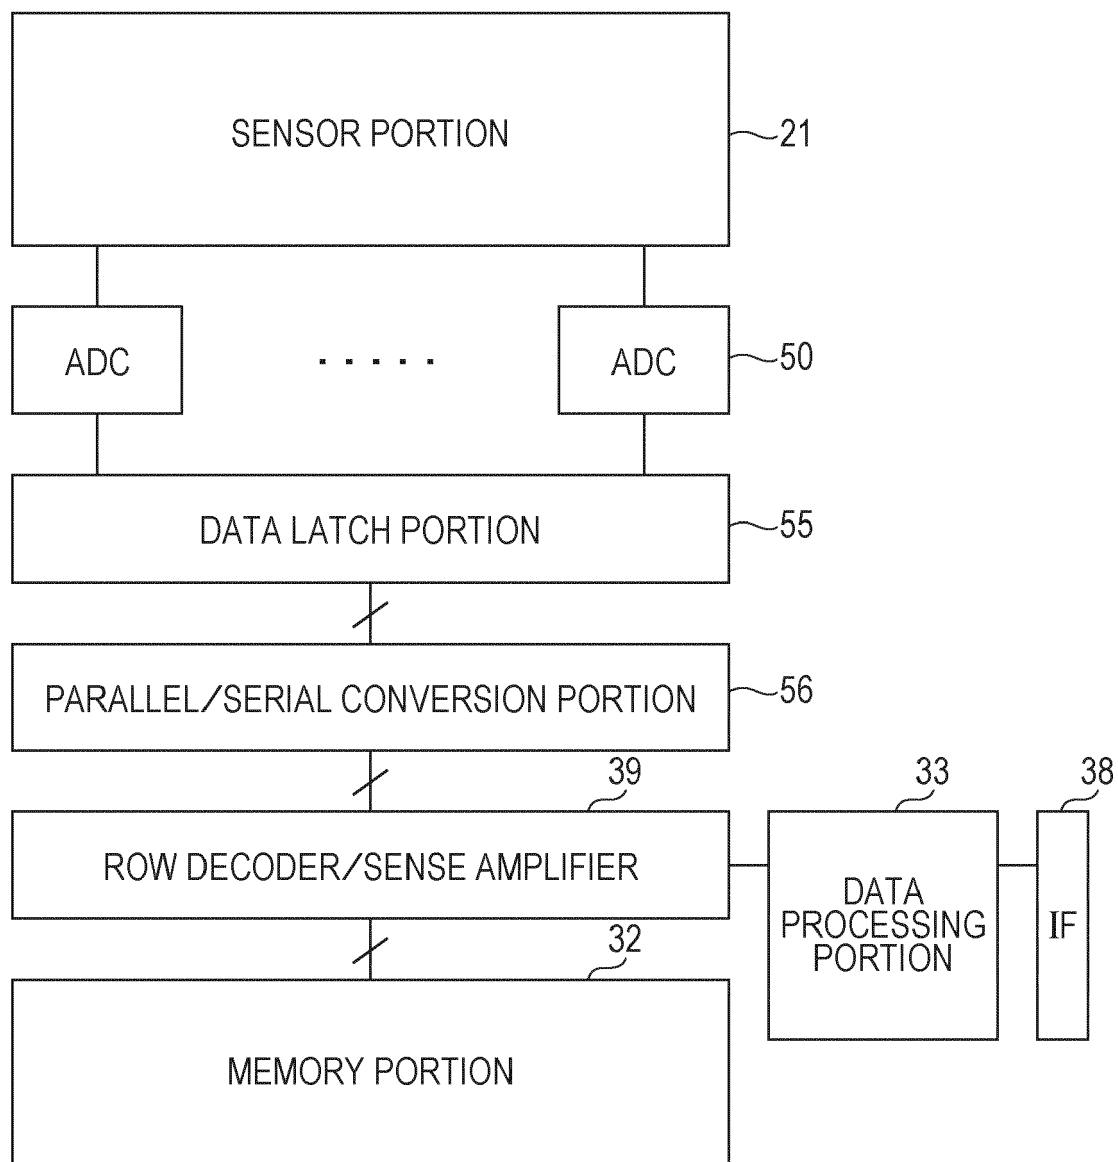 SENSOR PORTION
21
ADC
.....
ADC
50
DATA LATCH PORTION
55
PARALLEL/SERIAL CONVERSION PORTION
56
39
33
38
ROW DECODER/SENSE AMPLIFIER
DATA
PROCESSING
PORTION
IF
32
MEMORY PORTION